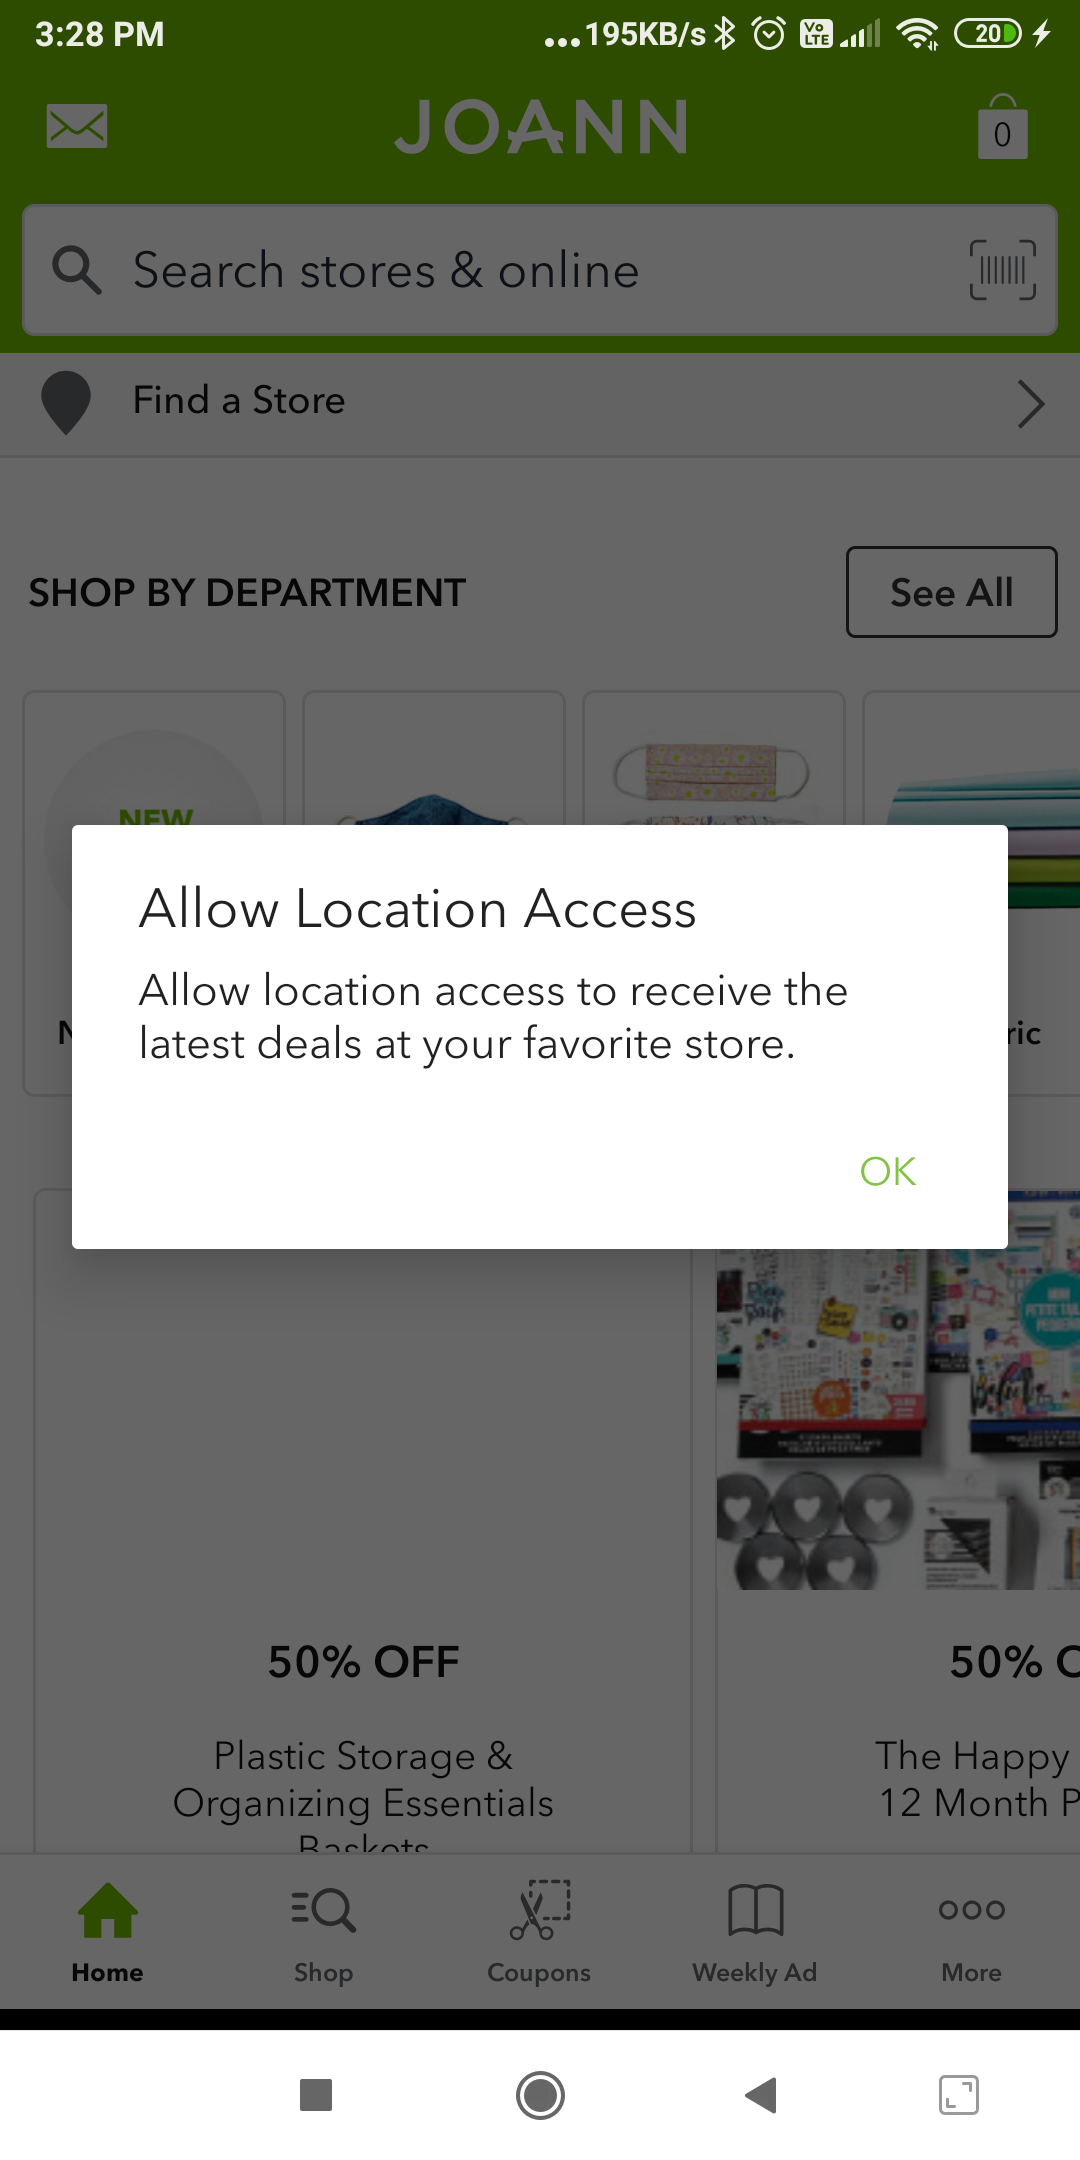 3:28 PM
...195KB/s
Vo LTE
20
JOANN
0
Search stores & online
Find a Store
SHOP BY DEPARTMENT
See All
NEW
Allow Location Access
Allow location access to receive the
latest deals at your favorite store.
OK
N
ric
50% OFF
50% O
Plastic Storage &
Organizing Essentials
Baskets
The Happy
12 Month P
Home
Shop
Coupons
Weekly Ad
More